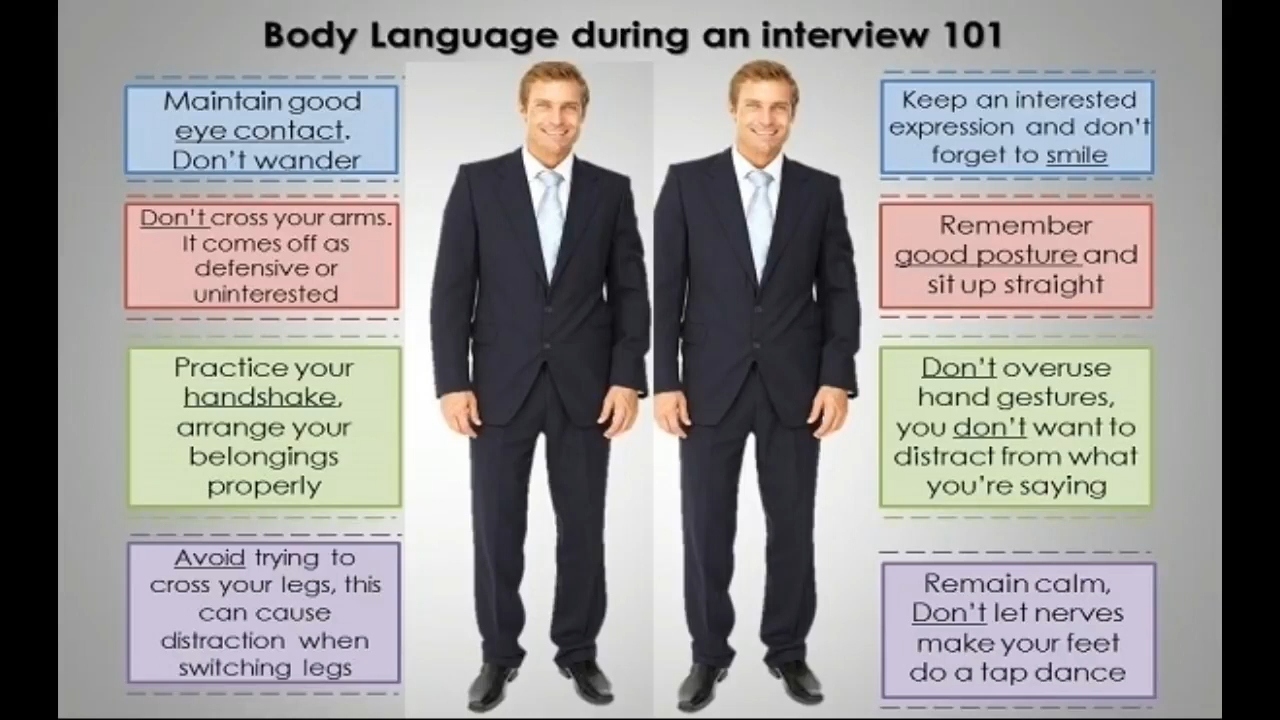 Body Language during an interview 101
Maintain good
eye contact.
Don't wander
Don't cross your arms.
It comes off as
defensive or
uninterested
Practice your
handshake,
arrange your
belongings
properly
Avoid trying to
cross your legs, this
can cause
distraction when
switching legs
Keep an interested
expression and don't
forget to smile
Remember
good posture and
sit up straight
Don't overuse
hand gestures,
you don't want to
distract from what
you're saying
Remain calm,
Don't let nerves
make your feet
do a tap dance